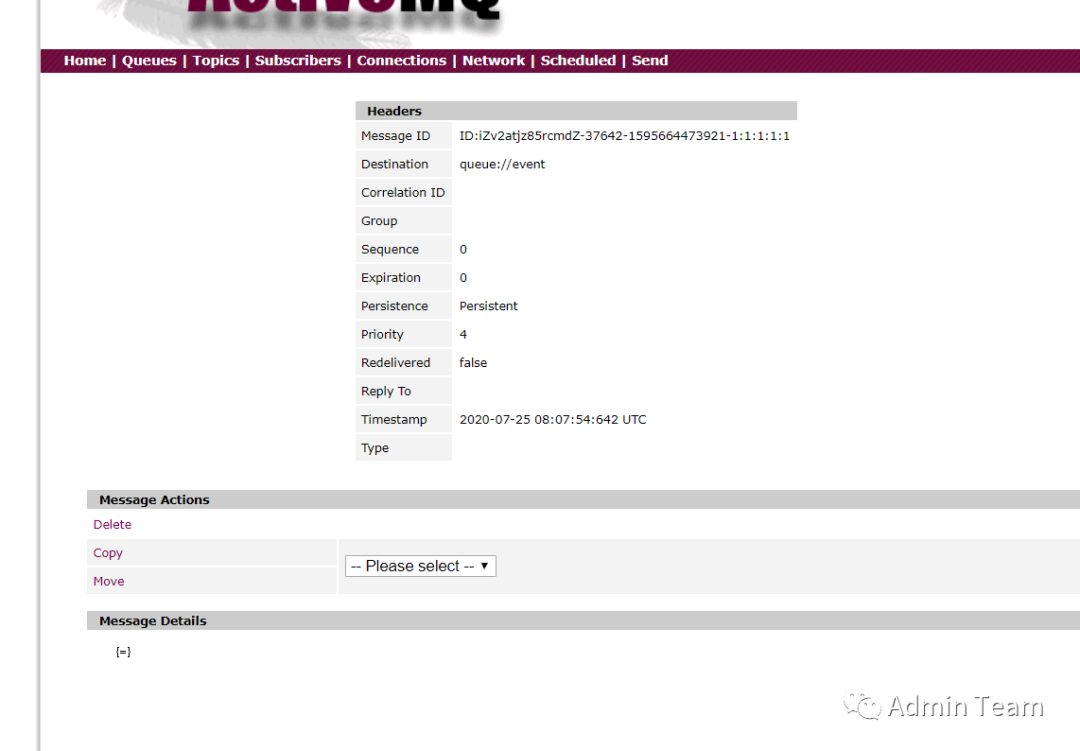 ActiveMQ
Home | Queues | Topics | Subscribers | Connections | Network | Scheduled | Send
Headers
Message ID ID:iZv2atjz85rcmdZ-37642-1595664473921-1:1:1:1:1
Destination queue://event
Correlation ID
Group
Sequence 0
Expiration 0
Persistence Persistent
Priority 4
Redelivered false
Reply To
Timestamp 2020-07-25 08:07:54:642 UTC
Type
Message Actions
Delete
Copy
-- Please select --
Move
Message Details
{=}
Admin Team